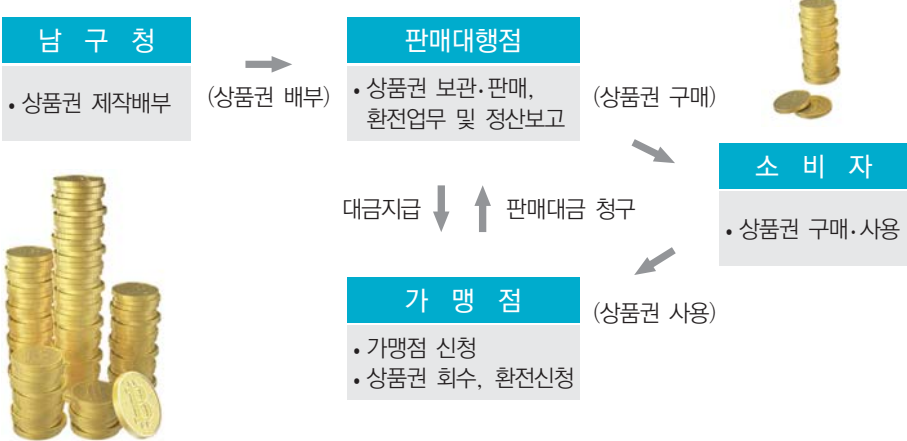 남 구 청
• 상품권 제작배부
(상품권 배부)
판매대행점
• 상품권 보관·판매,
환전업무 및 정산보고
(상품권 구매)
소 비 자
• 상품권 구매·사용
(상품권 사용)
대금지급
판매대금 청구
가 맹 점
• 가맹점 신청
• 상품권 회수, 환전신청